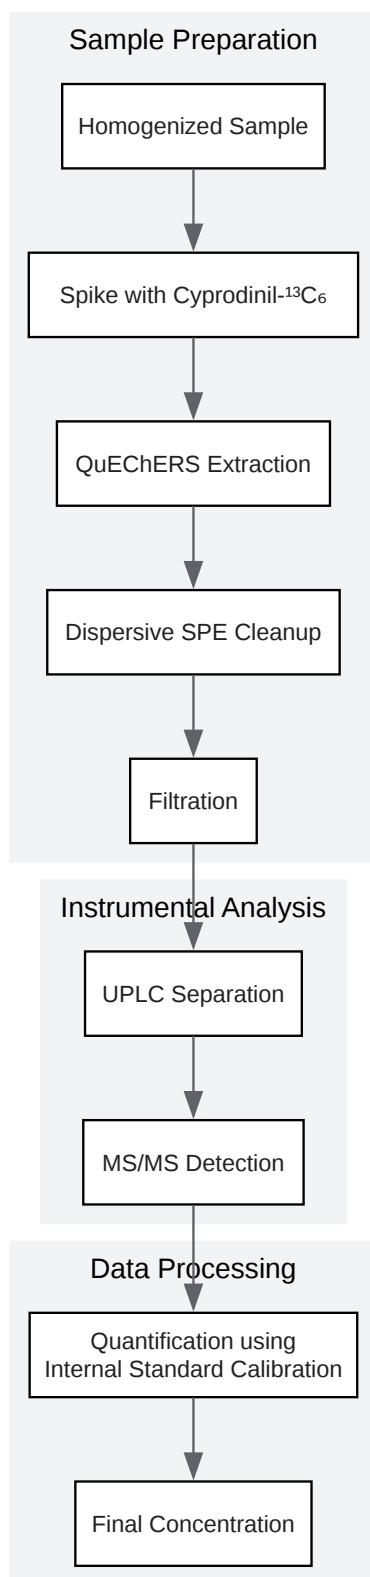 Sample Preparation
Homogenized Sample
Spike with Cyprodinil-¹³C₆
QuEChERS Extraction
Dispersive SPE Cleanup
Filtration
Instrumental Analysis
UPLC Separation
MS/MS Detection
Data Processing
Quantification using
Internal Standard Calibration
Final Concentration